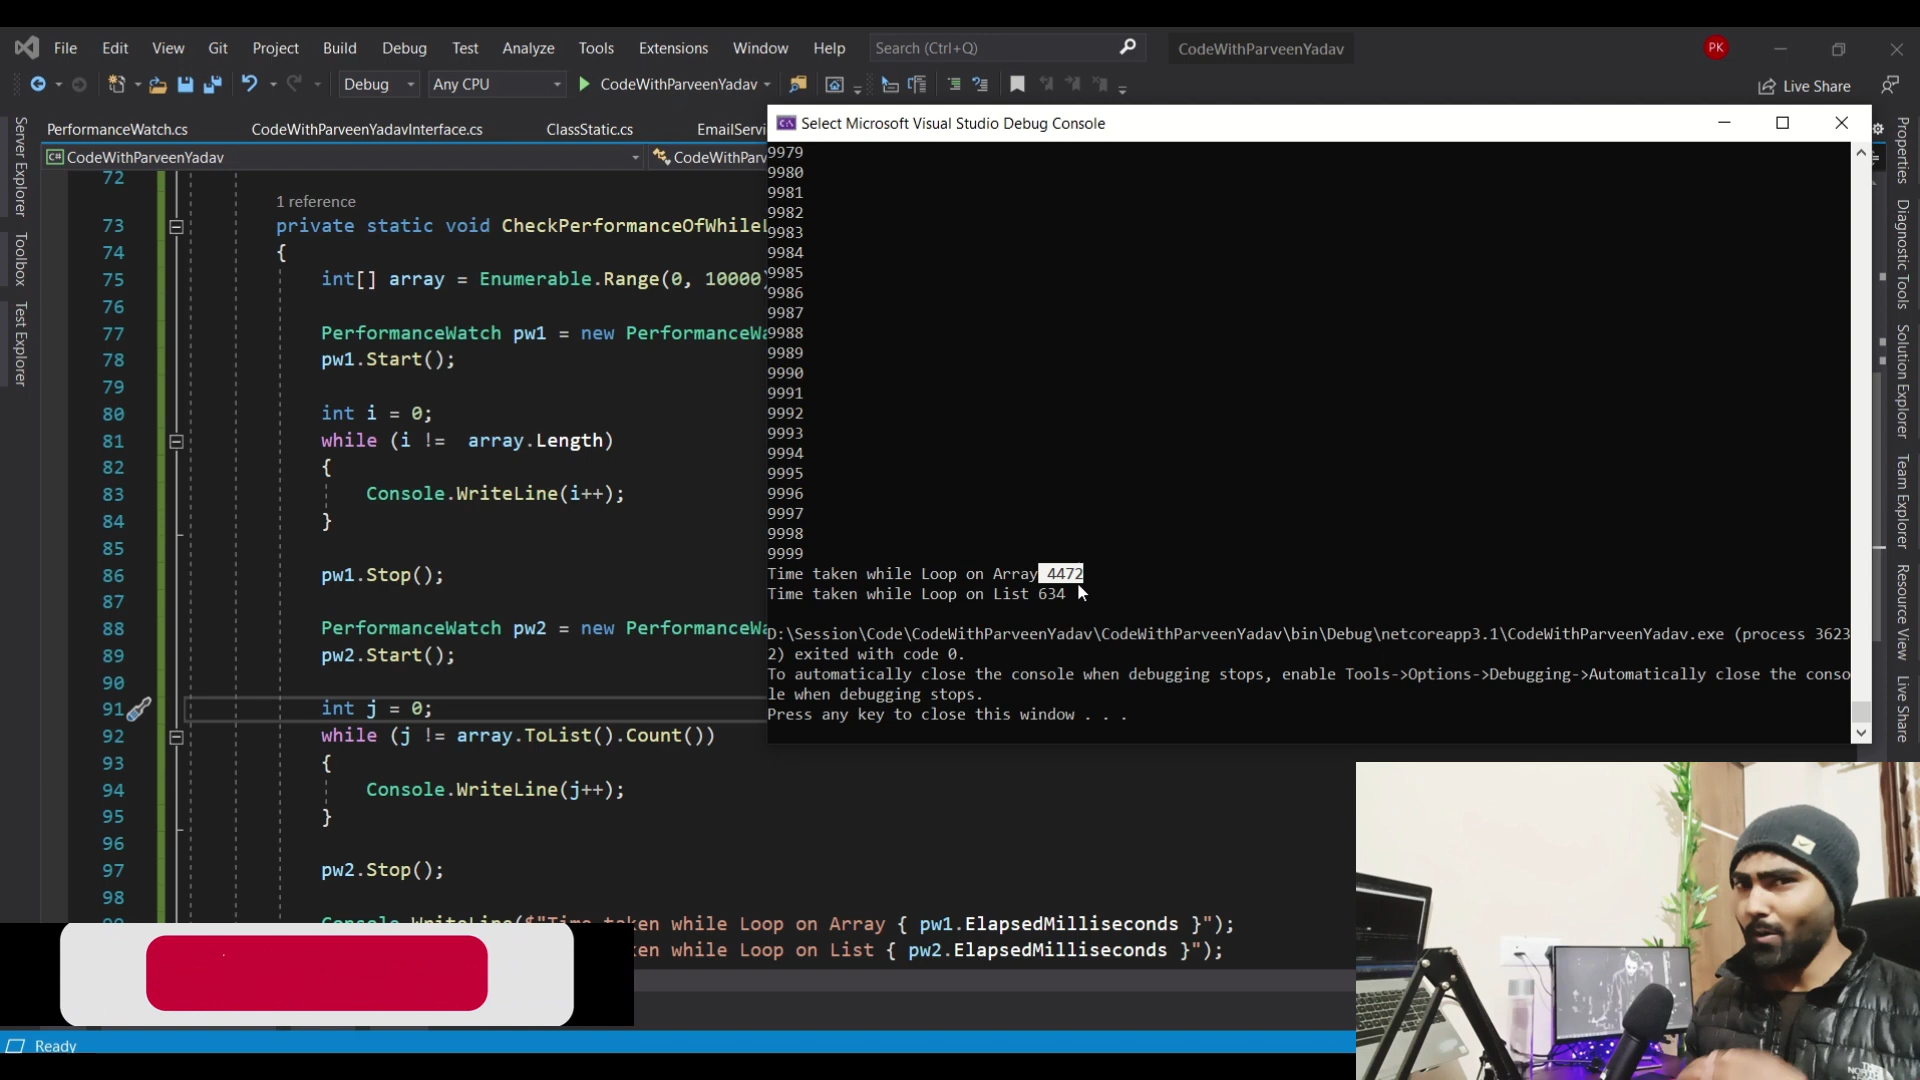 File Edit View Git Project Build Debug Test Analyze Tools Extensions Window Help Search (Ctrl+Q) CodeWithParveenYadav PK
Debug Any CPU CodeWithParveenYadav Live Share
PerformanceWatch.cs CodeWithParveenYadavInterface.cs ClassStatic.cs EmailServi
C# CodeWithParveenYadav CodeWithParv
Server Explorer
Toolbox
Test Explorer
72
1 reference
73 private static void CheckPerformanceOfWhileL
74 {
75 int[] array = Enumerable.Range(0, 10000)
76
77 PerformanceWatch pw1 = new PerformanceWa
78 pw1.Start();
79
80 int i = 0;
81 while (i !=  array.Length)
82 {
83 Console.WriteLine(i++);
84 }
85
86 pw1.Stop();
87
88 PerformanceWatch pw2 = new PerformanceWa
89 pw2.Start();
90
91 int j = 0;
92 while (j != array.ToList().Count())
93 {
94 Console.WriteLine(j++);
95 }
96
97 pw2.Stop();
98
Console.WriteLine($"Time taken while Loop on Array { pw1.ElapsedMilliseconds }");
ken while Loop on List { pw2.ElapsedMilliseconds }");
Ready
C:\ Select Microsoft Visual Studio Debug Console
9979
9980
9981
9982
9983
9984
9985
9986
9987
9988
9989
9990
9991
9992
9993
9994
9995
9996
9997
9998
9999
Time taken while Loop on Array 4472
Time taken while Loop on List 634
D:\Session\Code\CodeWithParveenYadav\CodeWithParveenYadav\bin\Debug\netcoreapp3.1\CodeWithParveenYadav.exe (process 3623
2) exited with code 0.
To automatically close the console when debugging stops, enable Tools->Options->Debugging->Automatically close the conso
le when debugging stops.
Press any key to close this window . . .
Properties
Diagnostic Tools
Solution Explorer
Team Explorer
Resource View
Live Share
THE
NORTH